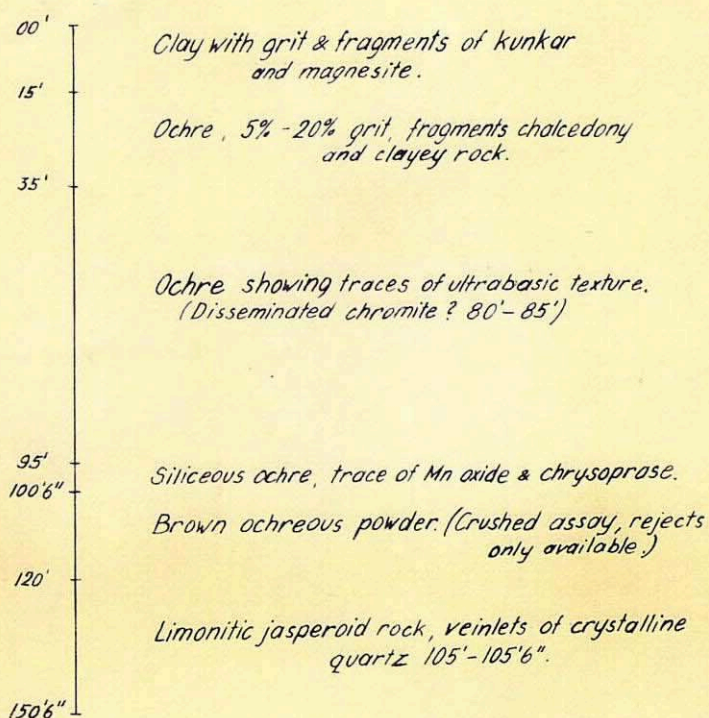 00'
Clay with grit & fragments of kunkar
and magnesite.
15'
Ochre, 5% - 20% grit, fragments chalcedony
and clayey rock.
35'
Ochre showing traces of ultrabasic texture.
(Disseminated chromite ? 80' - 85')
95'
Siliceous ochre, trace of Mn oxide & chrysoprase.
100'6"
Brown ochreous powder. (Crushed assay, rejects
only available.)
120'
Limonitic jasperoid rock, veinlets of crystalline
quartz 105' - 105'6".
150'6"